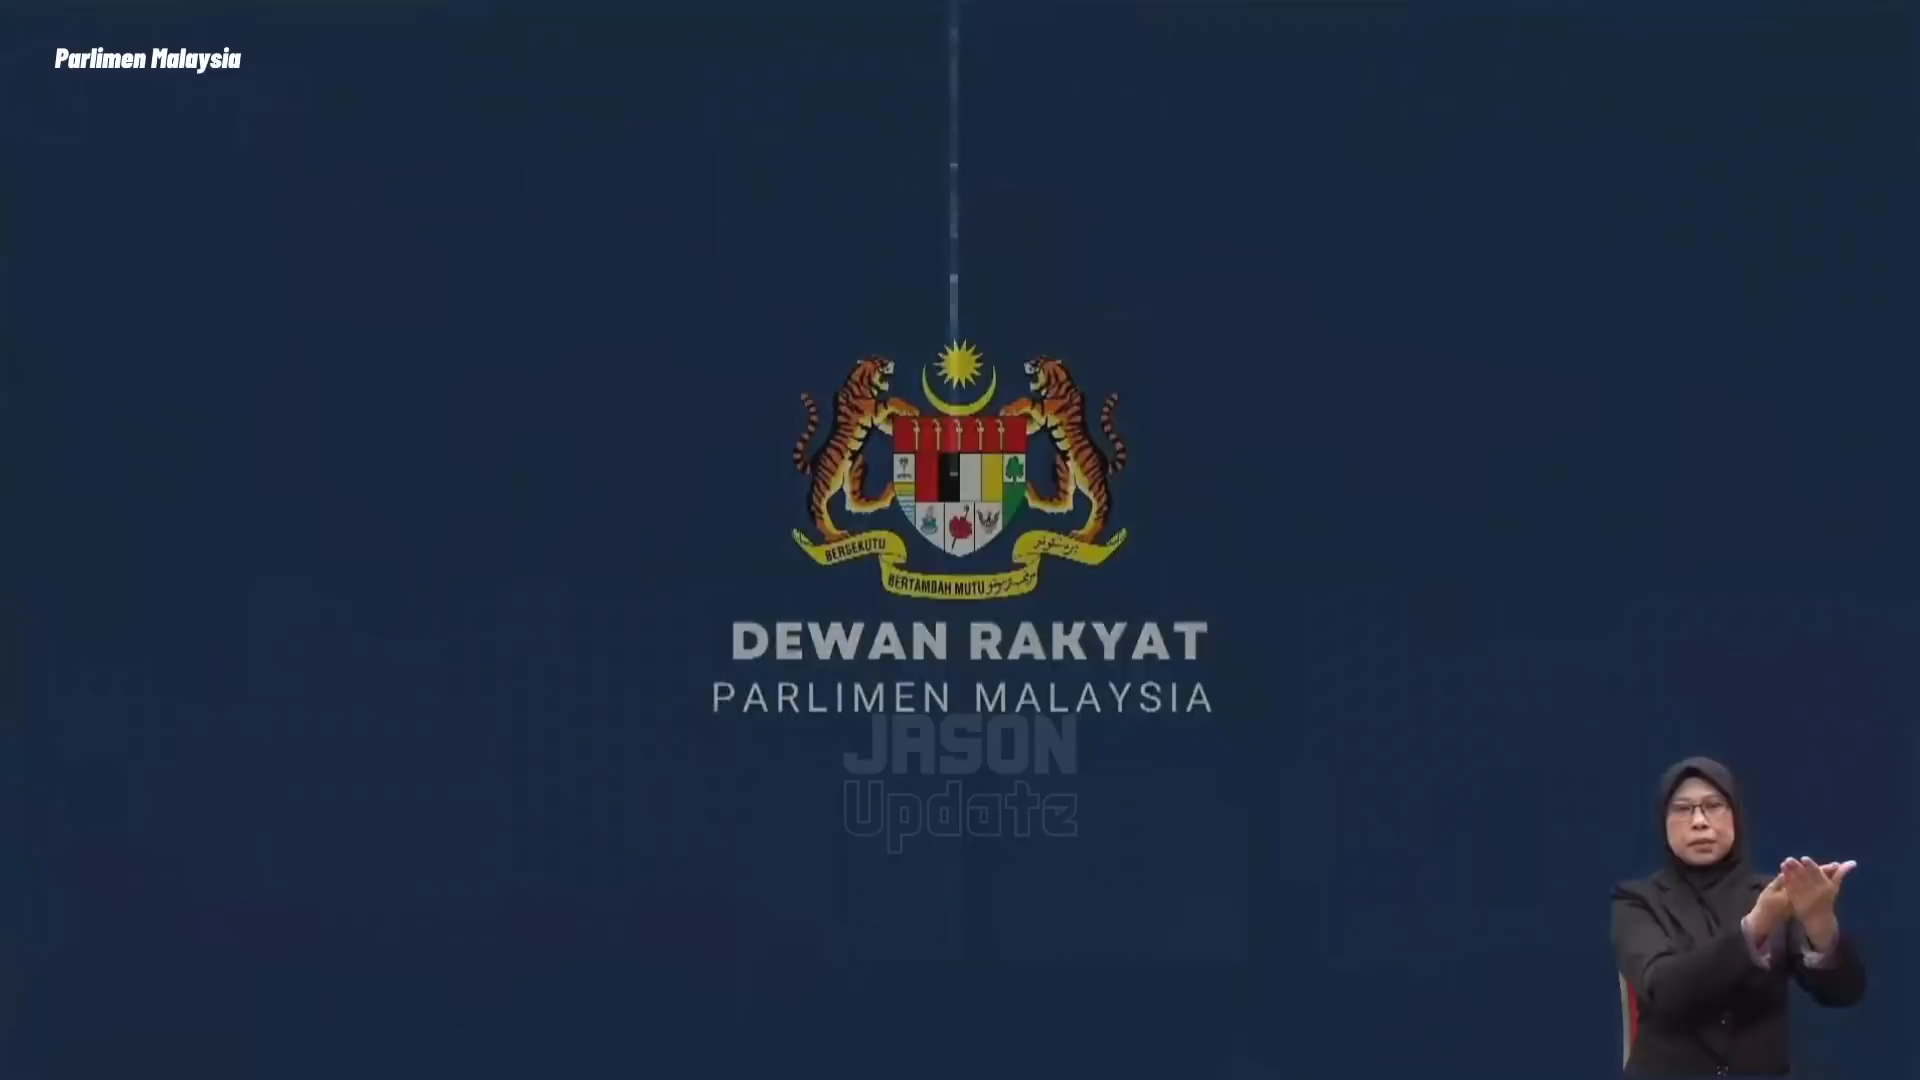 Parlimen Malaysia
BERSEKUTU
BERTAMBAH MUTU
DEWAN RAKYAT
PARLIMEN MALAYSIA
JASON
Update